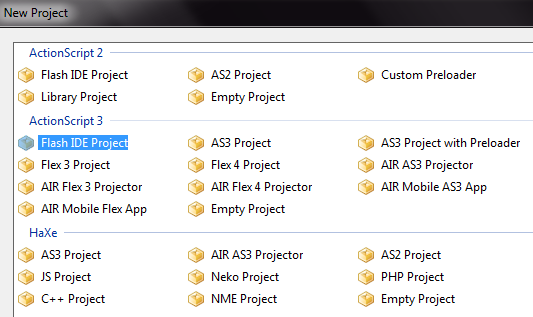 New Project
ActionScript 2
Flash IDE Project AS2 Project Custom Preloader
Library Project Empty Project
ActionScript 3
Flash IDE Project AS3 Project AS3 Project with Preloader
Flex 3 Project Flex 4 Project AIR AS3 Projector
AIR Flex 3 Projector AIR Flex 4 Projector AIR Mobile AS3 App
AIR Mobile Flex App Empty Project
HaXe
AS3 Project AIR AS3 Projector AS2 Project
JS Project Neko Project PHP Project
C++ Project NME Project Empty Project